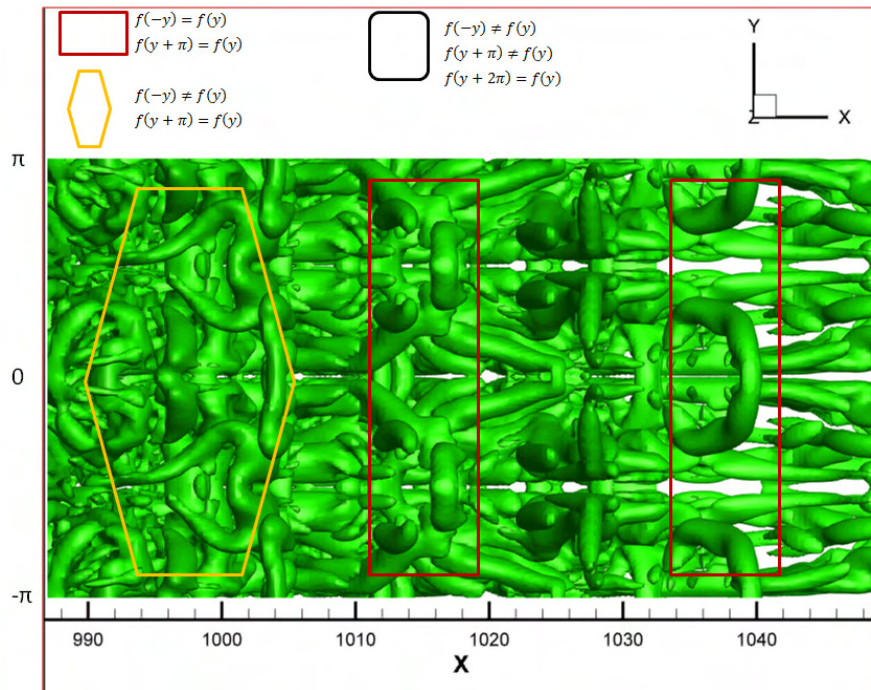 f(−y) = f(y)
f(y + π) = f(y)
f(−y) ≠ f(y)
f(y + π) = f(y)
f(−y) ≠ f(y)
f(y + π) ≠ f(y)
f(y + 2π) = f(y)
Y
Z
X
π
0
-π
990 1000 1010 1020 1030 1040
X